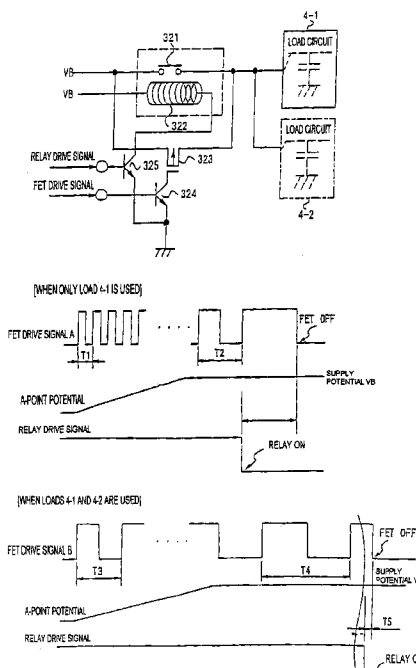 4-1
321
LOAD CIRCUIT
VB
VB
322
323
RELAY DRIVE SIGNAL
325
LOAD CIRCUIT
FET DRIVE SIGNAL
324
4-2
[WHEN ONLY LOAD 4-1 IS USED]
FET OFF
FET DRIVE SIGNAL A
T1
T2
SUPPLY
POTENTIAL VB
A-POINT POTENTIAL
RELAY DRIVE SIGNAL
RELAY ON
[WHEN LOADS 4-1 AND 4-2 ARE USED]
FET OFF
FET DRIVE SIGNAL B
T3
T4
SUPPLY
POTENTIAL
A-POINT POTENTIAL
T5
RELAY DRIVE SIGNAL
RELAY